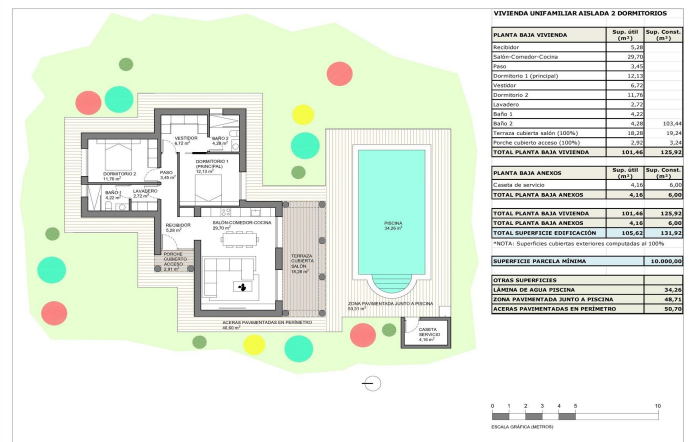 VIVIENDA UNIFAMILIAR AISLADA 2 DORMITORIOS
PLANTA BAJA VIVIENDA Sup. útil (m²) Sup. Const. (m²)
Recibidor 5,28
Salón-Comedor-Cocina 29,70
Paso 3,45
Dormitorio 1 (principal) 12,13
Vestidor 6,72
Dormitorio 2 11,76
Lavadero 2,72
Baño 1 4,22
Baño 2 4,28 103,44
Terraza cubierta salón (100%) 18,28 19,24
Porche cubierto acceso (100%) 2,92 3,24
TOTAL PLANTA BAJA VIVIENDA 101,46 125,92
PLANTA BAJA ANEXOS Sup. útil (m²) Sup. Const. (m²)
Caseta de servicio 4,16 6,00
TOTAL PLANTA BAJA ANEXOS 4,16 6,00
TOTAL PLANTA BAJA VIVIENDA 101,46 125,92
TOTAL PLANTA BAJA ANEXOS 4,16 6,00
TOTAL SUPERFICIE EDIFICACIÓN 105,62 131,92
*NOTA: Superficies cubiertas exteriores computadas al 100%
SUPERFICIE PARCELA MÍNIMA 10.000,00
OTRAS SUPERFICIES
LÁMINA DE AGUA PISCINA 34,26
ZONA PAVIMENTADA JUNTO A PISCINA 48,71
ACERAS PAVIMENTADAS EN PERÍMETRO 50,70
VESTIDOR
6,72 m²
BAÑO 2
4,28 m²
DORMITORIO 2
11,76 m²
PASO
3,45 m²
DORMITORIO 1
(PRINCIPAL)
12,13 m²
BAÑO 1
4,22 m²
LAVADERO
2,72 m²
RECIBIDOR
5,24 m²
SALÓN-COMEDOR-COCINA
29,70 m²
PORCHE
CUBIERTO
ACCESO
2,91 m²
TERRAZA
CUBIERTA
SALÓN
18,28 m²
PISCINA
34,26 m²
ZONA PAVIMENTADA JUNTO A PISCINA
53,31 m²
ACERAS PAVIMENTADAS EN PERÍMETRO
46,60 m²
CASETA
SERVICIO
4,16 m²
0 1 2 3 4 5 10
ESCALA GRÁFICA (METROS)